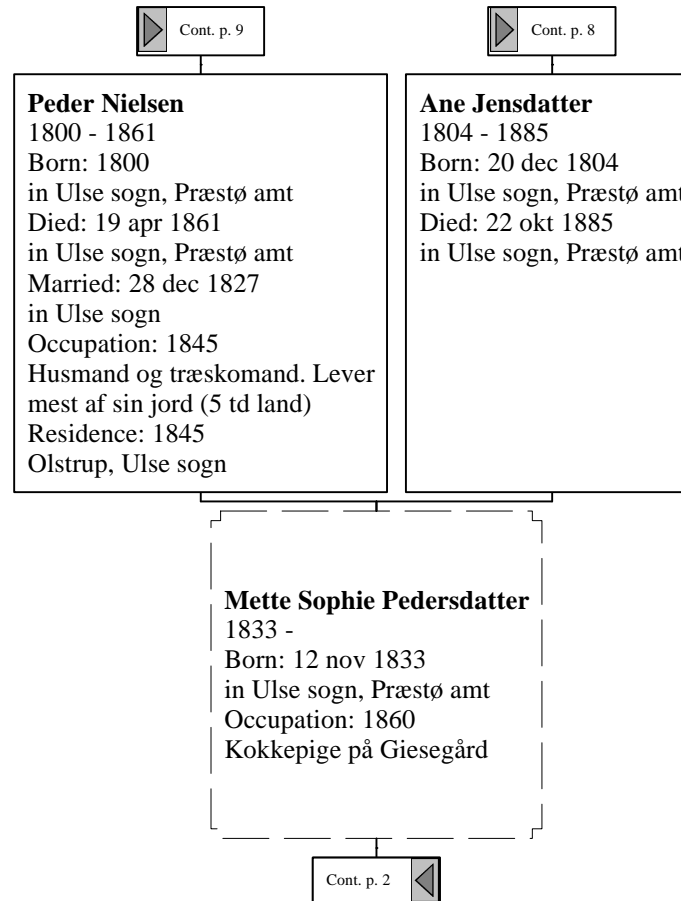 Cont. p. 9
Cont. p. 8
Peder Nielsen
1800 - 1861
Born: 1800
in Ulse sogn, Præstø amt
Died: 19 apr 1861
in Ulse sogn, Præstø amt
Married: 28 dec 1827
in Ulse sogn
Occupation: 1845
Husmand og træskomand. Lever
mest af sin jord (5 td land)
Residence: 1845
Olstrup, Ulse sogn
Ane Jensdatter
1804 - 1885
Born: 20 dec 1804
in Ulse sogn, Præstø amt
Died: 22 okt 1885
in Ulse sogn, Præstø amt
Mette Sophie Pedersdatter
1833 -
Born: 12 nov 1833
in Ulse sogn, Præstø amt
Occupation: 1860
Kokkepige på Giesegård
Cont. p. 2